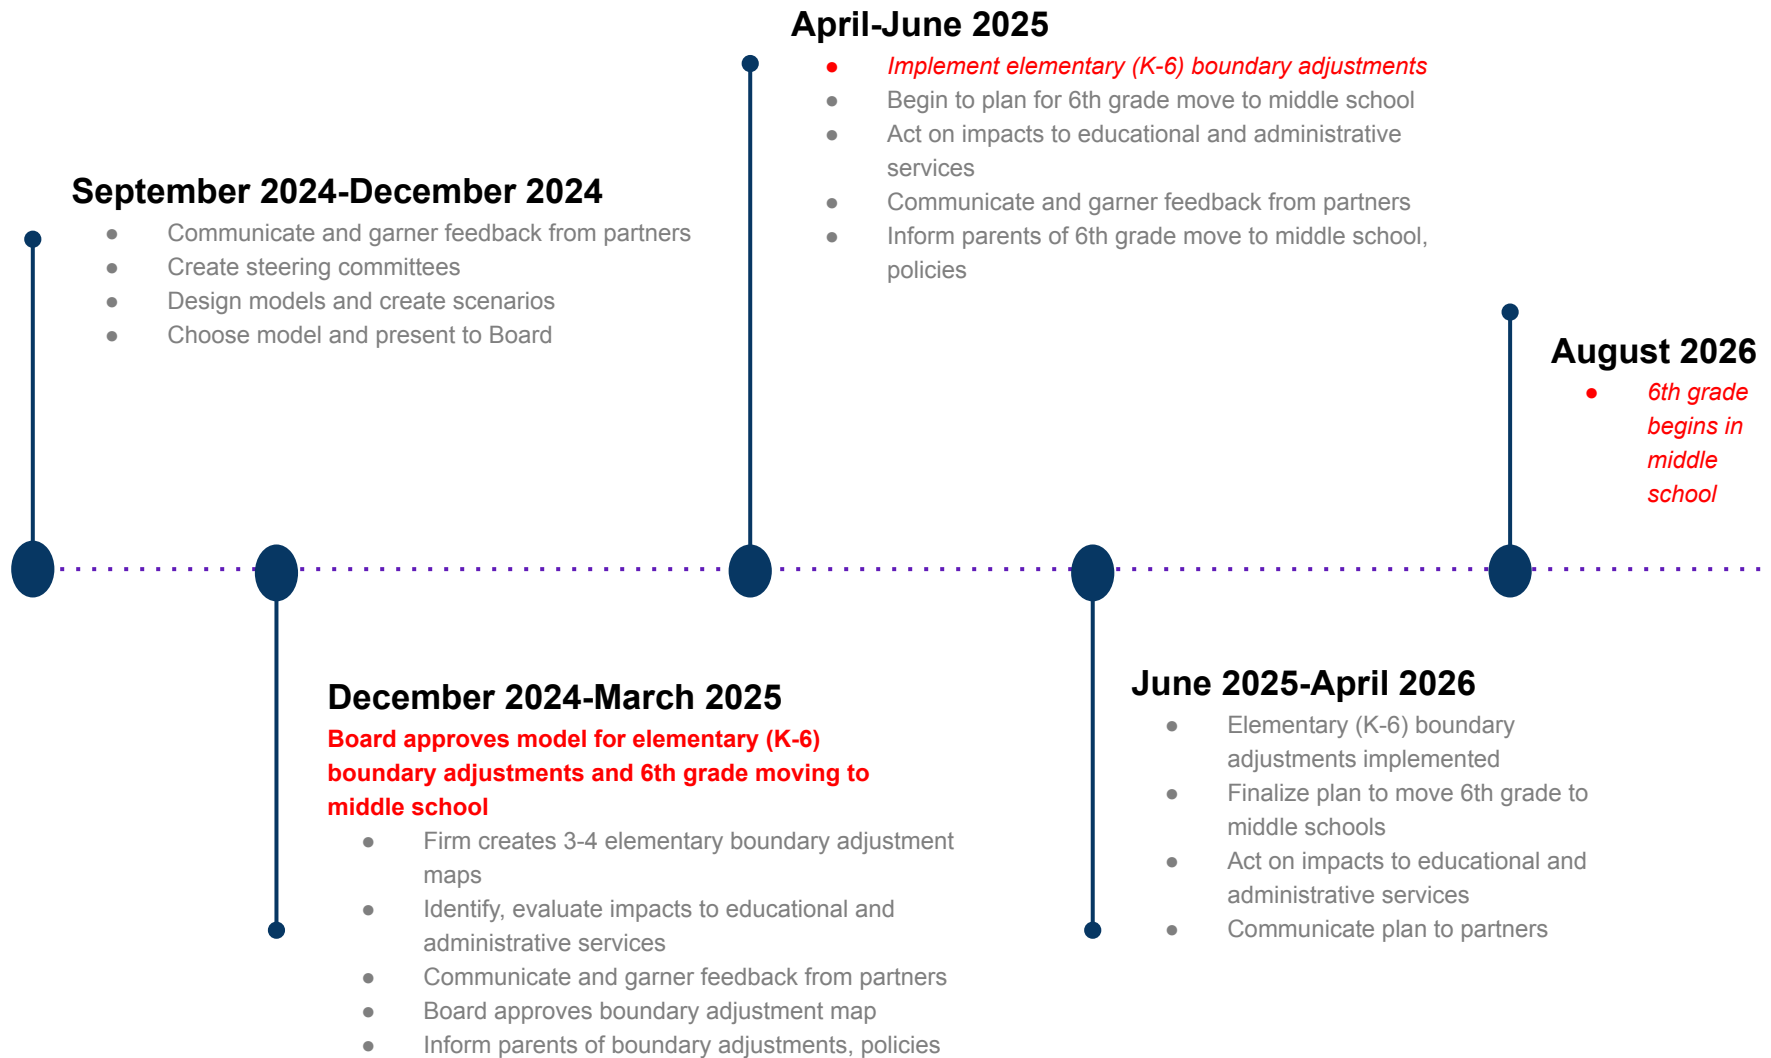 September 2024-December 2024
● Communicate and garner feedback from partners
● Create steering committees
● Design models and create scenarios
● Choose model and present to Board
December 2024-March 2025
Board approves model for elementary (K-6)
boundary adjustments and 6th grade moving to
middle school
● Firm creates 3-4 elementary boundary adjustment
maps
● Identify, evaluate impacts to educational and
administrative services
● Communicate and garner feedback from partners
● Board approves boundary adjustment map
● Inform parents of boundary adjustments, policies
April-June 2025
● Implement elementary (K-6) boundary adjustments
● Begin to plan for 6th grade move to middle school
● Act on impacts to educational and administrative
services
● Communicate and garner feedback from partners
● Inform parents of 6th grade move to middle school,
policies
June 2025-April 2026
● Elementary (K-6) boundary
adjustments implemented
● Finalize plan to move 6th grade to
middle schools
● Act on impacts to educational and
administrative services
● Communicate plan to partners
August 2026
● 6th grade
begins in
middle
school